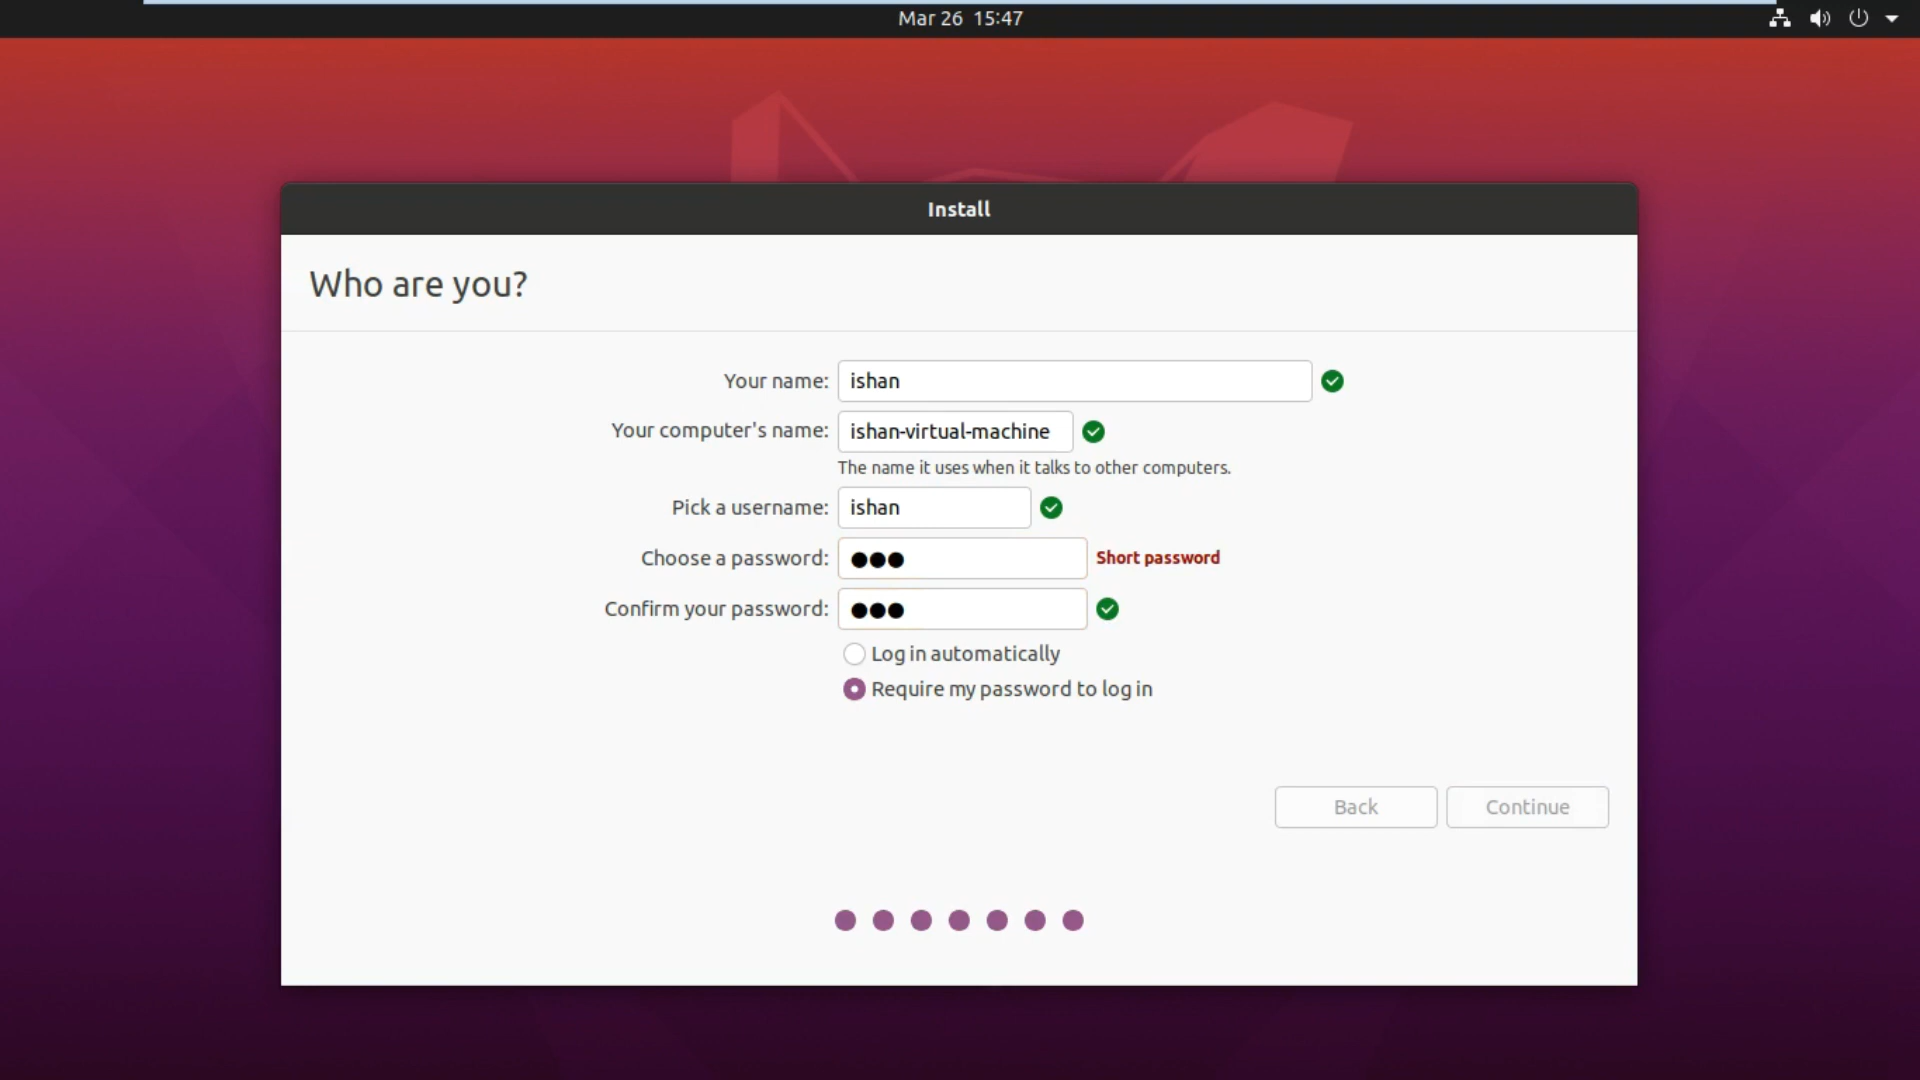 Mar 26 15:47
Install
Who are you?
Your name: ishan
Your computer's name: ishan-virtual-machine
The name it uses when it talks to other computers.
Pick a username: ishan
Choose a password: ●●● Short password
Confirm your password: ●●●
Log in automatically
Require my password to log in
Back Continue